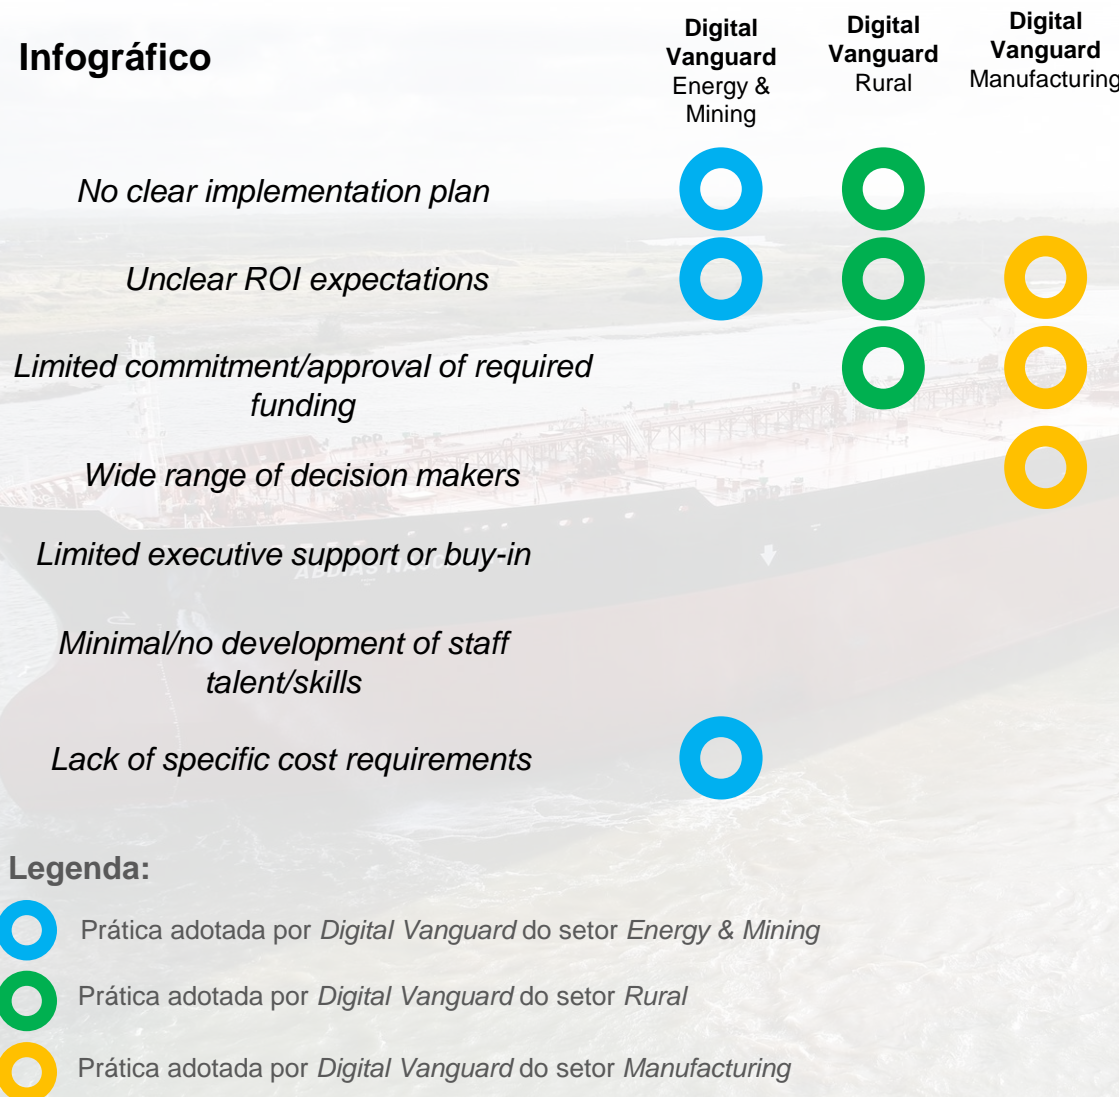 Infográfico
Digital
Vanguard
Energy &
Mining
Digital
Vanguard
Rural
Digital
Vanguard
Manufacturing
No clear implementation plan
Unclear ROI expectations
Limited commitment/approval of required
funding
Wide range of decision makers
Limited executive support or buy-in
Minimal/no development of staff
talent/skills
Lack of specific cost requirements
Legenda:
Prática adotada por Digital Vanguard do setor Energy & Mining
Prática adotada por Digital Vanguard do setor Rural
Prática adotada por Digital Vanguard do setor Manufacturing